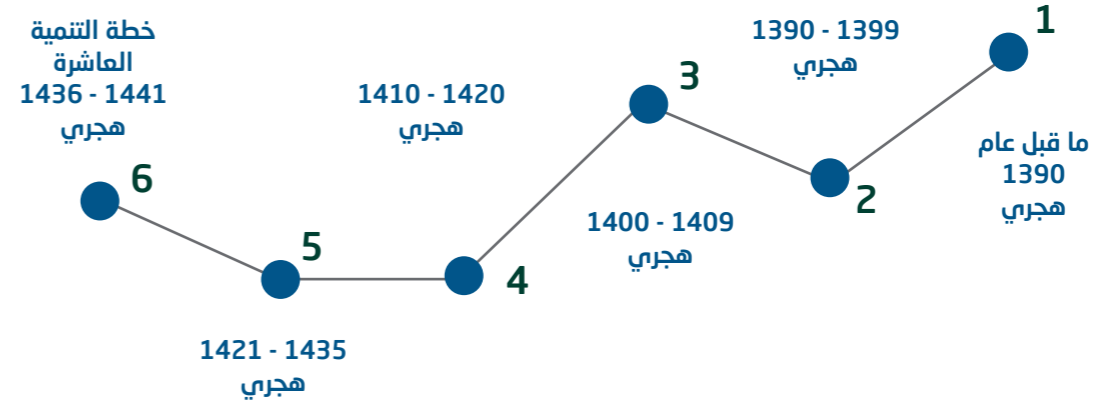 1
ما قبل عام
1390
هجري
2
1390 - 1399
هجري
3
1400 - 1409
هجري
4
1410 - 1420
هجري
5
1421 - 1435
هجري
6
خطة التنمية
العاشرة
1436 - 1441
هجري